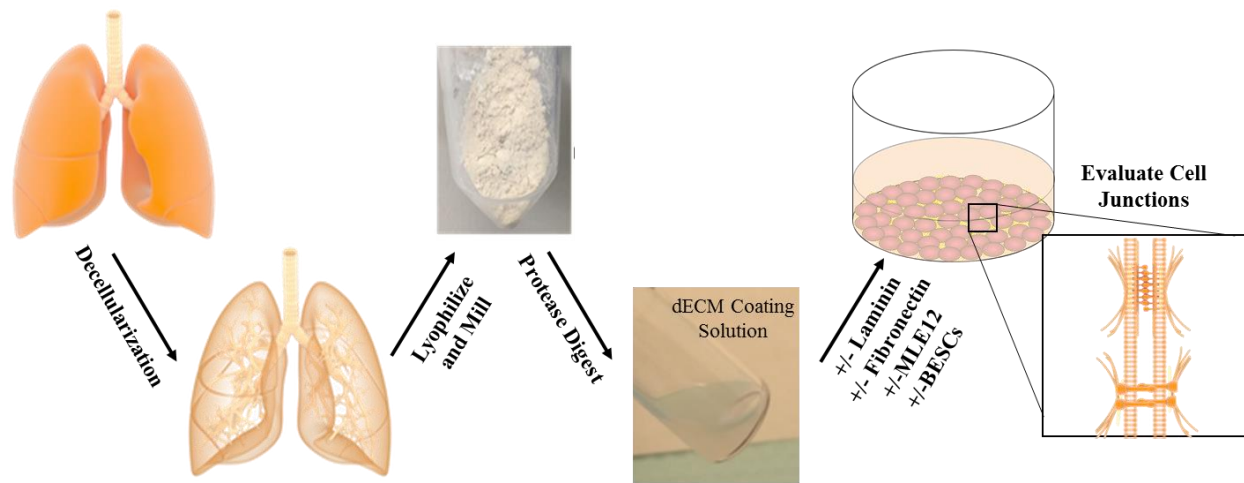 Decellularization
Lyophilize
and Mill
Protease Digest
dECM Coating
Solution
+/- Laminin
+/- Fibronectin
+/-MLE12
+/-BESCs
Evaluate Cell
Junctions